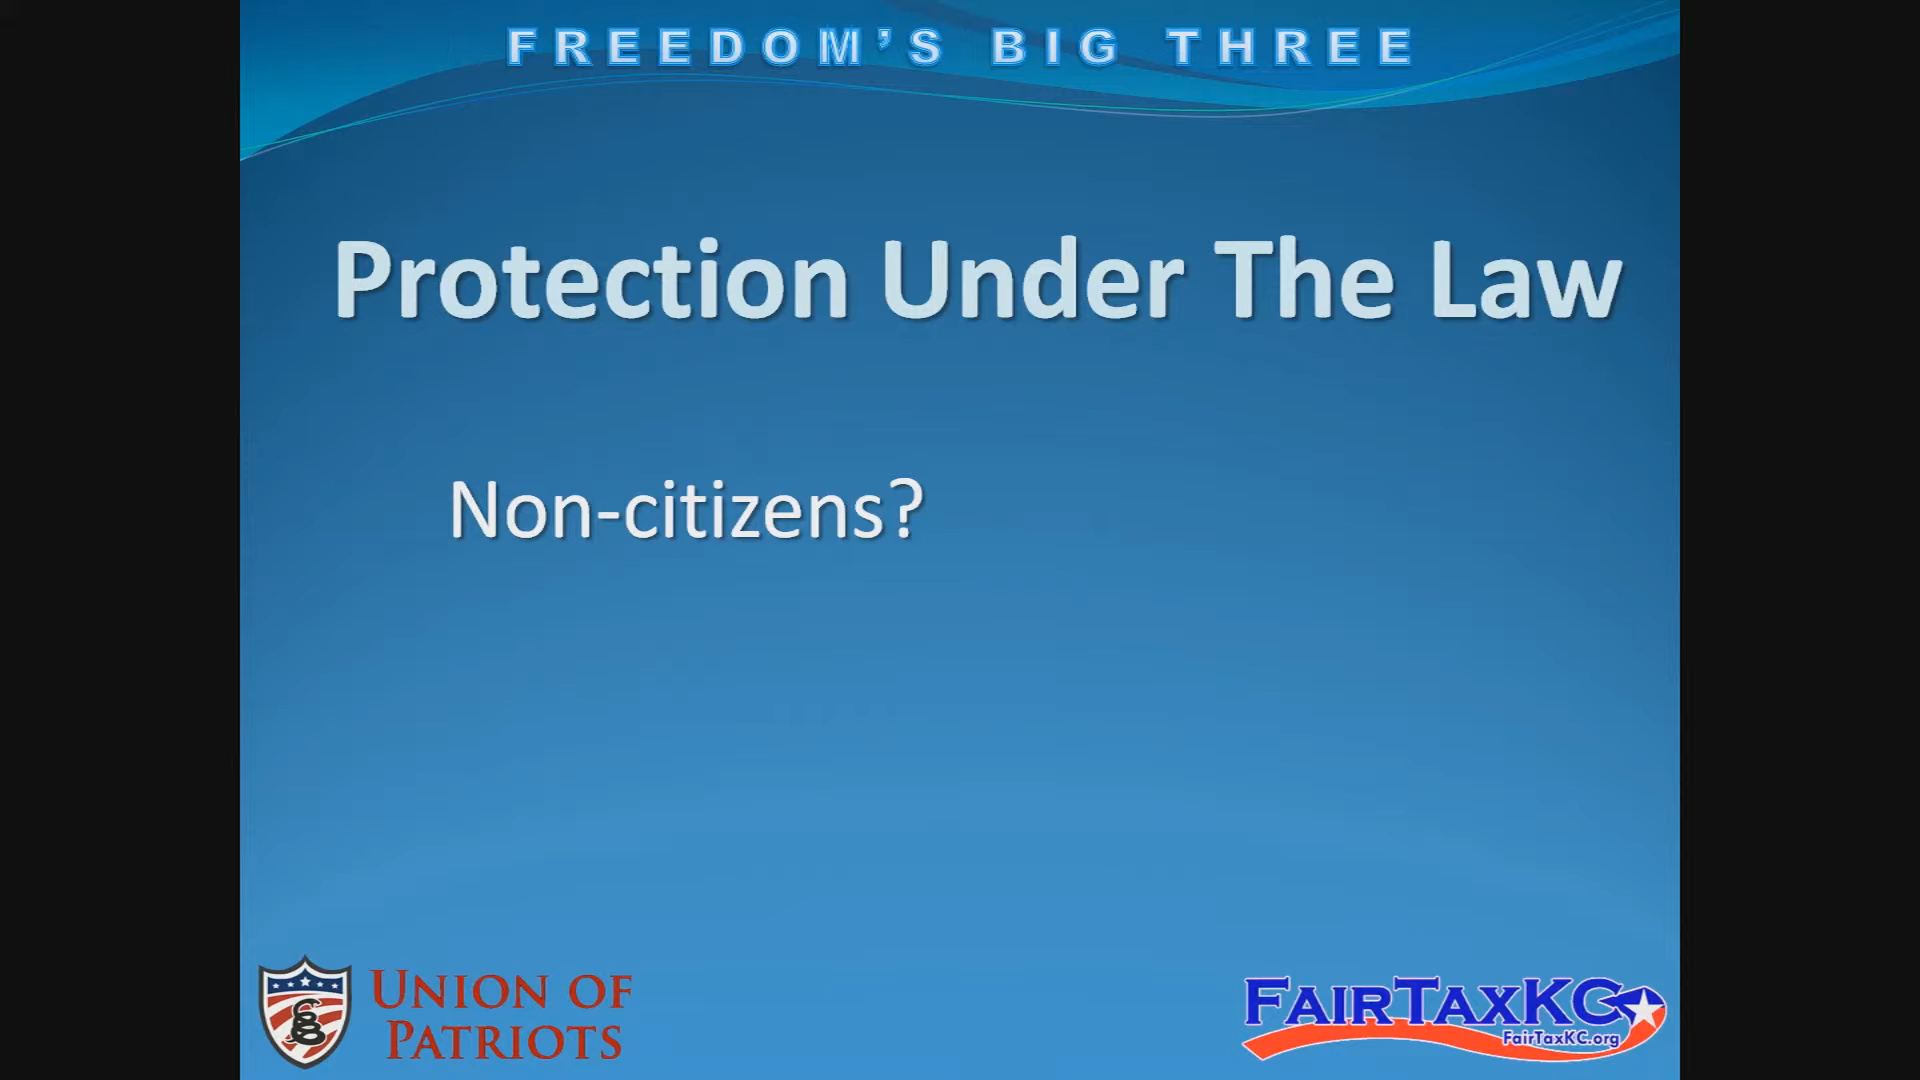 FREEDOM’S BIG THREE
Protection Under The Law
Non-citizens?
UNION OF
PATRIOTS
FAIRTAXKC
FairTaxKC.org